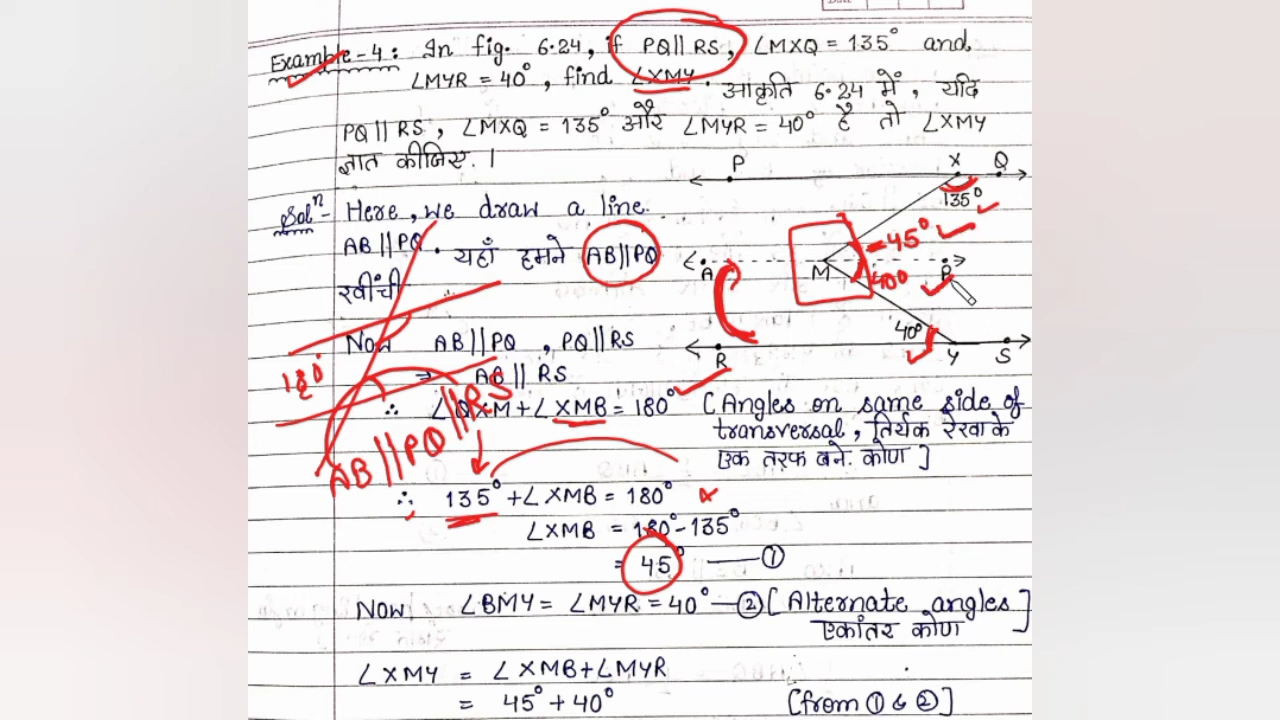 Example-4: In fig. 6.24, if PQ||RS, ∠MXQ = 135° and
∠MYR = 40°, find ∠XMY. आकृति 6.24 में, यदि
PQ||RS, ∠MXQ = 135° और ∠MYR = 40° है तो ∠XMY
ज्ञात कीजिए.।
P X Q
135°
Solⁿ- Here, we draw a line
AB||PQ. यहाँ हमने AB||PQ
खींची
= 45°
A M B
400
40°
R Y S
Now AB||PQ, PQ||RS
→ AB||RS
180
∴ ∠QXM+∠XMB = 180° [Angles on same side of
transversal, तिर्यक रेखा के
एक तरफ बने. कोण]
AB||PQ||RS
∴ 135° + ∠XMB = 180°
∠XMB = 180°-135°
= 45° —①
Now ∠BMY = ∠MYR = 40° —② [Alternate angles]
एकांतर कोण
∠XMY = ∠XMB+∠MYR
= 45° + 40° [from ① & ②]